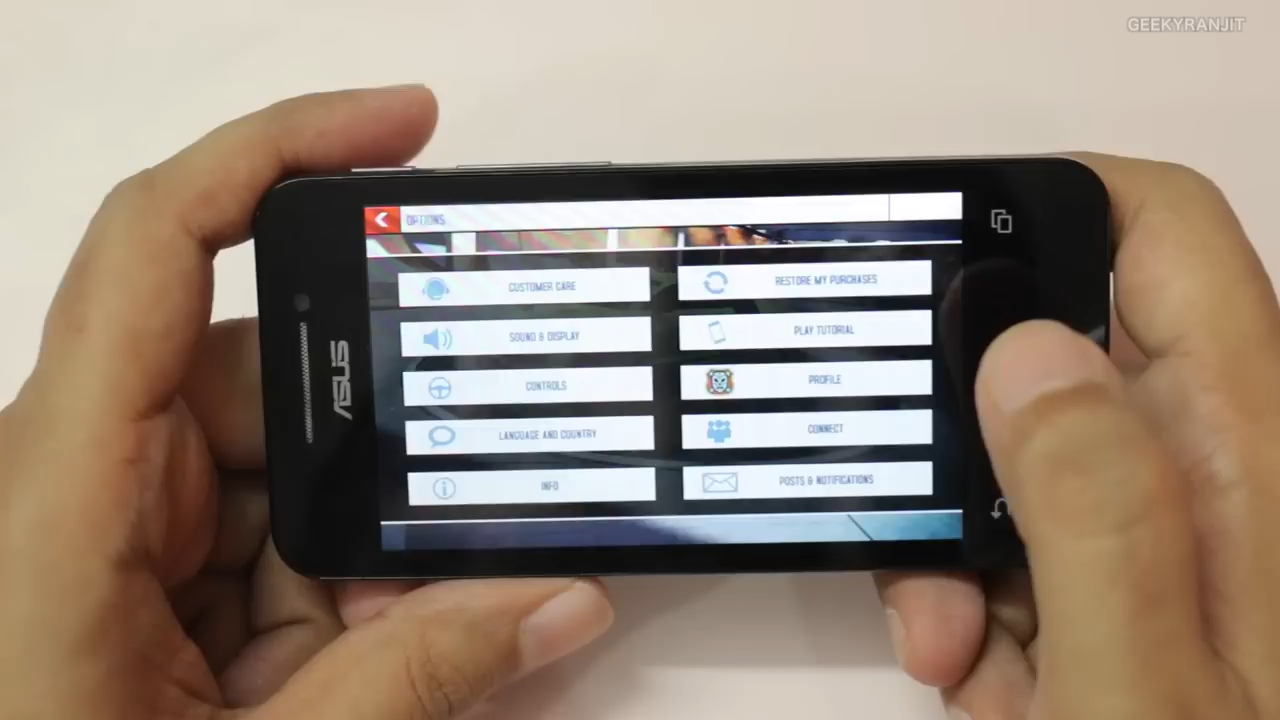 GEEKYRANJIT
OPTIONS
CUSTOMER CARE
RESTORE MY PURCHASES
SOUND & DISPLAY
PLAY TUTORIAL
CONTROLS
PROFILE
LANGUAGE AND COUNTRY
CONNECT
INFO
POSTS & NOTIFICATIONS
ASUS